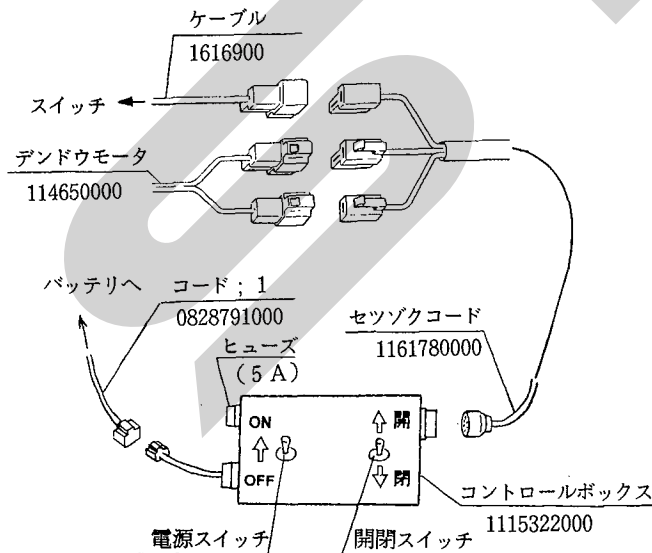 ケーブル
1616900
スイッチ
デンドウモータ
114650000
バッテリへ
コード；1
0828791000
セツゾクコード
1161780000
ヒューズ
(5A)
ON
OFF
開
閉
コントロールボックス
1115322000
電源スイッチ
開閉スイッチ